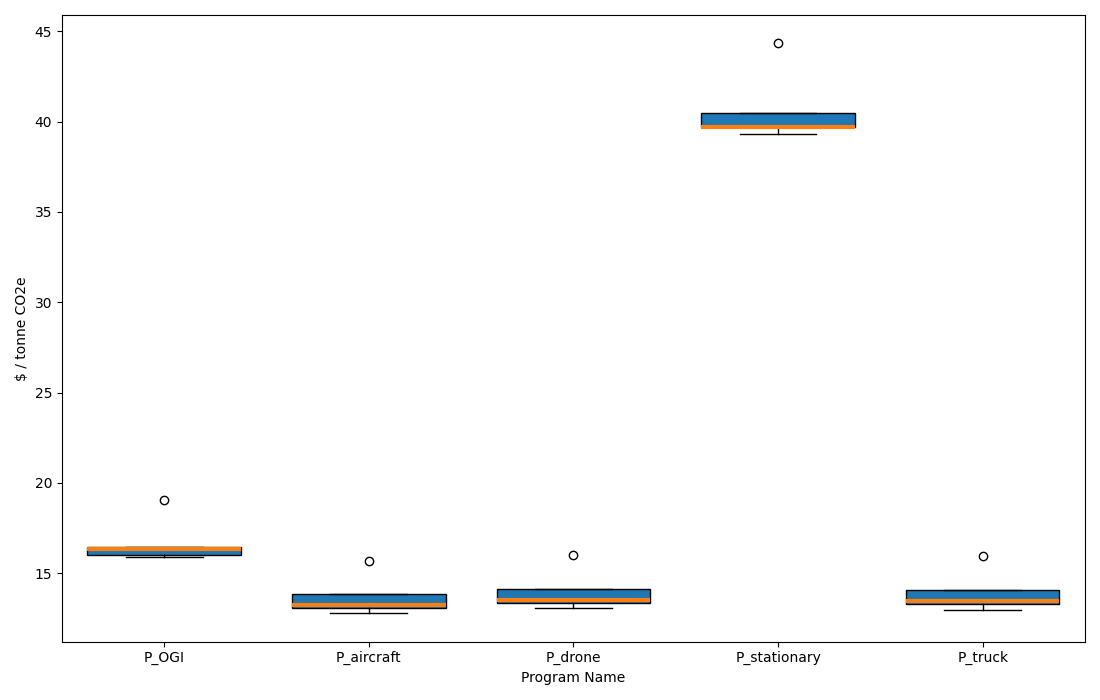 45
40
35
30
25
20
15
$ / tonne CO2e
P_OGI
P_aircraft
P_drone
P_stationary
P_truck
Program Name